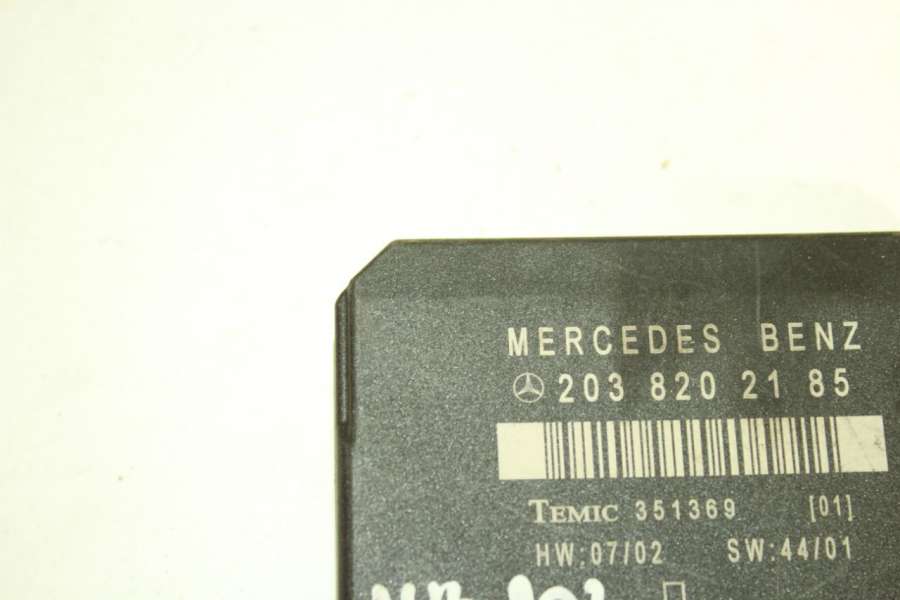 MERCEDES BENZ
203 820 21 85
TEMIC 351369 [01]
HW:07/02 SW:44/01